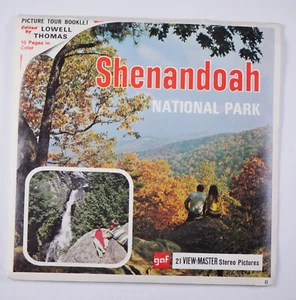 PICTURE TOUR BOOKLET
Edited by LOWELL THOMAS
16 Pages in Color
Shenandoah
NATIONAL PARK
gaf
21 VIEW-MASTER Stereo Pictures